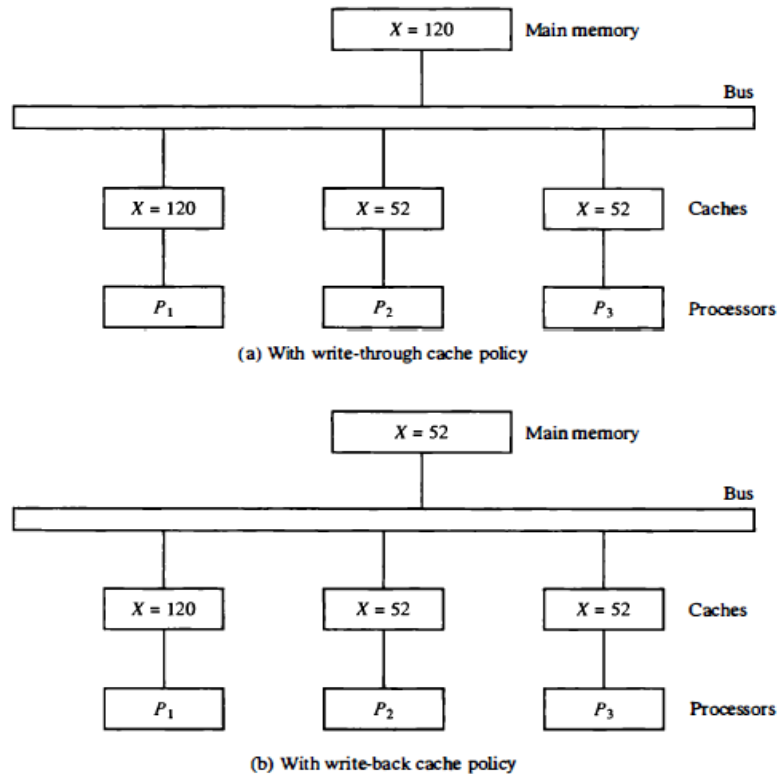 X = 120 Main memory
Bus
X = 120 X = 52 X = 52 Caches
P1 P2 P3 Processors
(a) With write-through cache policy
X = 52 Main memory
Bus
X = 120 X = 52 X = 52 Caches
P1 P2 P3 Processors
(b) With write-back cache policy